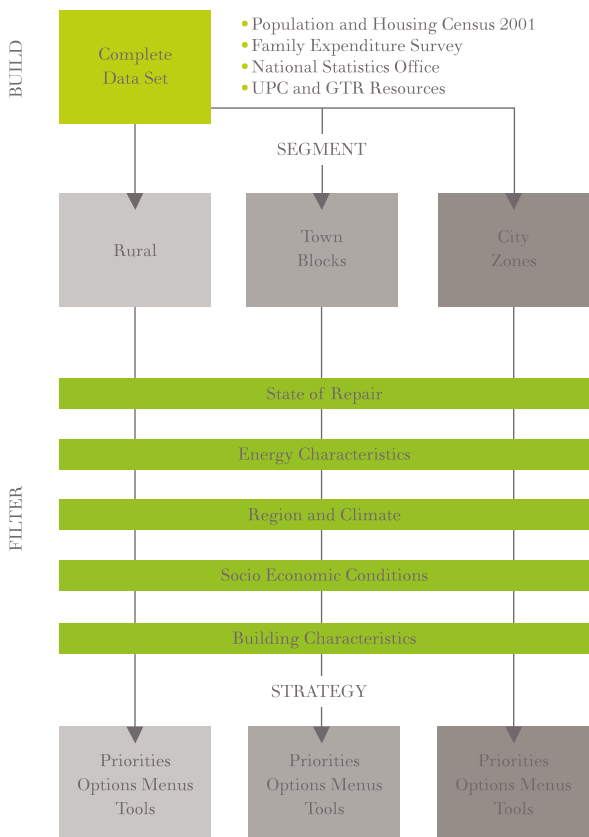 BUILD
Complete
Data Set
• Population and Housing Census 2001
• Family Expenditure Survey
• National Statistics Office
• UPC and GTR Resources
SEGMENT
Rural
Town
Blocks
City
Zones
FILTER
State of Repair
Energy Characteristics
Region and Climate
Socio Economic Conditions
Building Characteristics
STRATEGY
Priorities
Options Menus
Tools
Priorities
Options Menus
Tools
Priorities
Options Menus
Tools